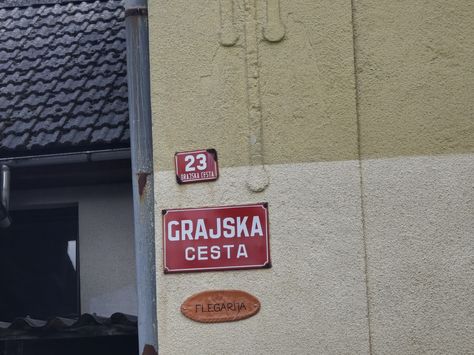 23
GRAJSKA CESTA
GRAJSKA
CESTA
FLEGARIJA